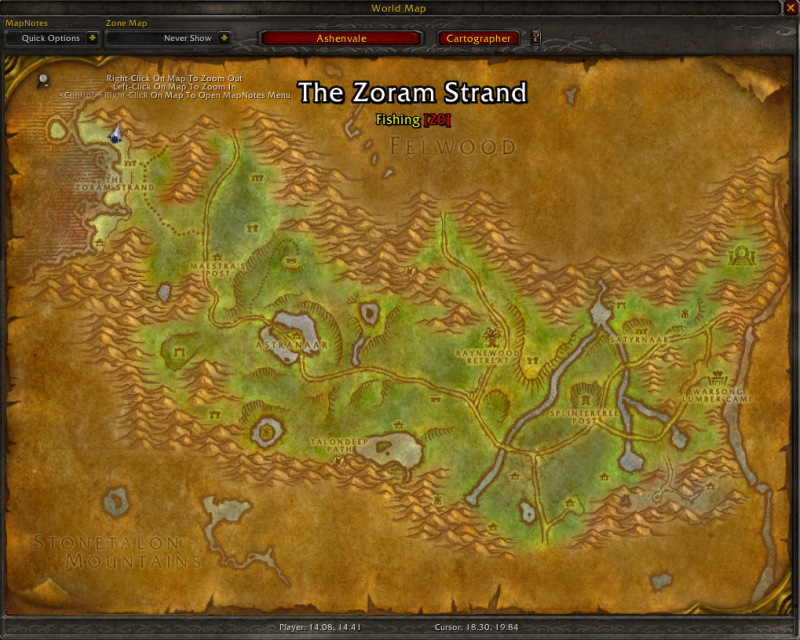 World Map
MapNotes
Zone Map
Quick Options
Never Show
Ashenvale
Cartographer
Right-Click On Map To Zoom Out
Left-Click On Map To Zoom In
<Control> - Right-Click On Map To Open MapNotes Menu
The Zoram Strand
Fishing [20]
FELWOOD
THE
ZORAM STRAND
MAESTRA'S
POST
ASTRANAAR
RAYNEWOOD
RETREAT
SATYRNAAR
WARSONG
LUMBER CAMP
SPLINTERTREE
POST
TALONDEEP
PATH
STONETALON
MOUNTAINS
Player: 14.08, 14.41
Cursor: 18.30, 19.84